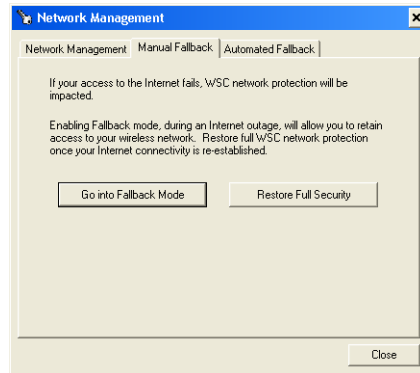 Network Management
Network Management Manual Fallback Automated Fallback
If your access to the Internet fails, WSC network protection will be
impacted.
Enabling Fallback mode, during an Internet outage, will allow you to retain
access to your wireless network. Restore full WSC network protection
once your Internet connectivity is re-established.
Go into Fallback Mode Restore Full Security
Close